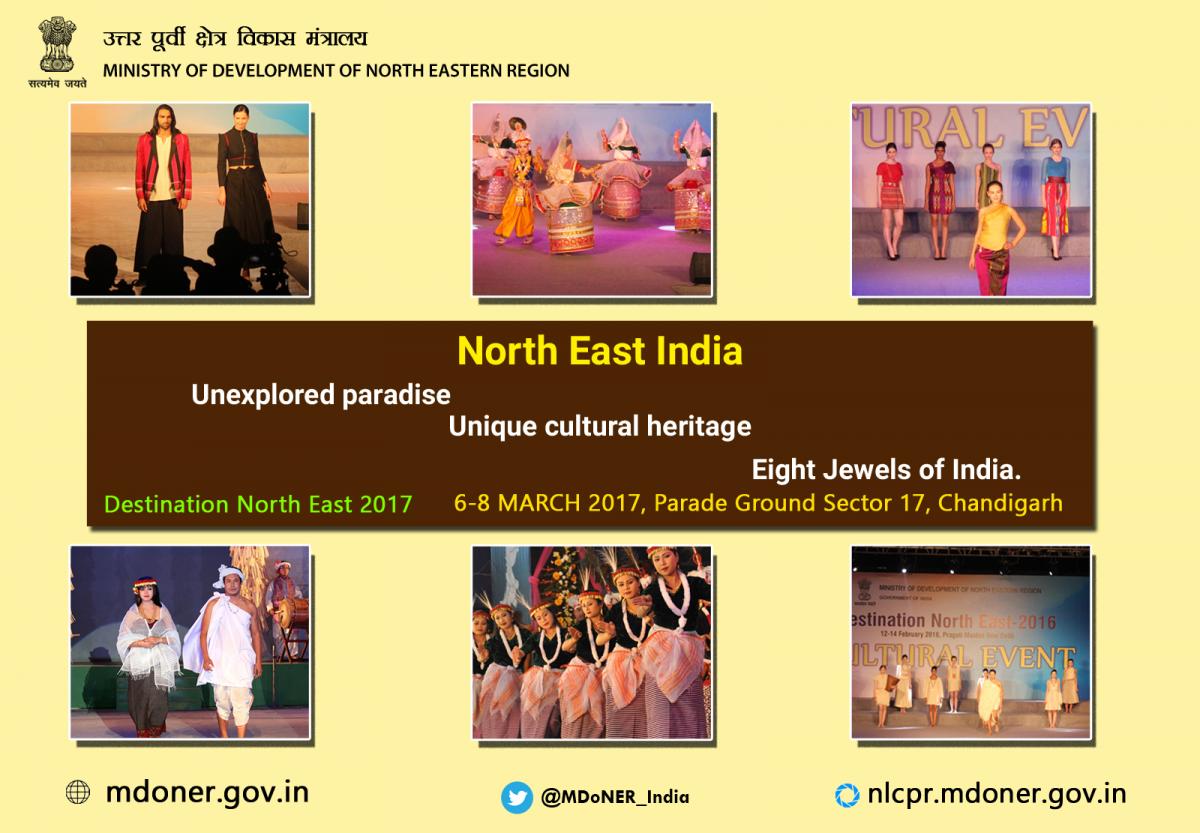 उत्तर पूर्वी क्षेत्र विकास मंत्रालय
सत्यमेव जयते
MINISTRY OF DEVELOPMENT OF NORTH EASTERN REGION
TURAL EV
North East India
Unexplored paradise
Unique cultural heritage
Eight Jewels of India.
Destination North East 2017
6-8 MARCH 2017, Parade Ground Sector 17, Chandigarh
MINISTRY OF DEVELOPMENT OF NORTH EASTERN REGION
GOVERNMENT OF INDIA
estination North East-2016
12-14 February 2016, Pragati Maidan New Delhi
ULTURAL EVENT
mdoner.gov.in
@MDoNER_India
nlcpr.mdoner.gov.in